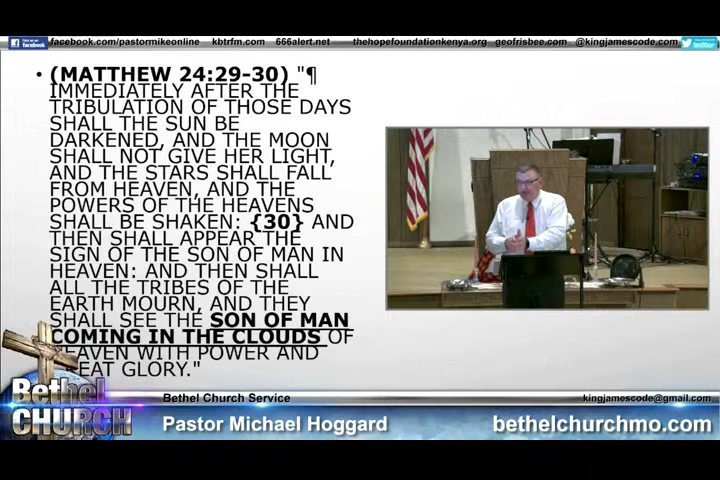 facebook.com/pastormikeonline kbtrfm.com 666alert.net thehopefoundationkenya.org geofrisbee.com @kingjamescode.com
• (MATTHEW 24:29-30) "¶
IMMEDIATELY AFTER THE
TRIBULATION OF THOSE DAYS
SHALL THE SUN BE
DARKENED, AND THE MOON
SHALL NOT GIVE HER LIGHT,
AND THE STARS SHALL FALL
FROM HEAVEN, AND THE
POWERS OF THE HEAVENS
SHALL BE SHAKEN: {30} AND
THEN SHALL APPEAR THE
SIGN OF THE SON OF MAN IN
HEAVEN: AND THEN SHALL
ALL THE TRIBES OF THE
EARTH MOURN, AND THEY
SHALL SEE THE SON OF MAN
COMING IN THE CLOUDS OF
EAVEN WITH POWER AND
EAT GLORY."
Bethel
CHURCH
Bethel Church Service kingjamescode@gmail.com
Pastor Michael Hoggard bethelchurchmo.com